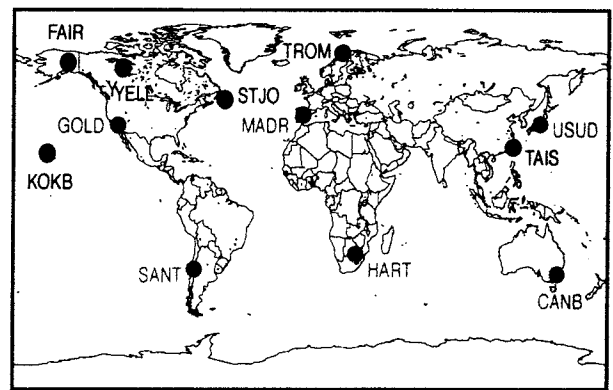 FAIR
TROM
YELL
STJO
GOLD
MADR
USUD
TAIS
KOKB
SANT
HART
CANB